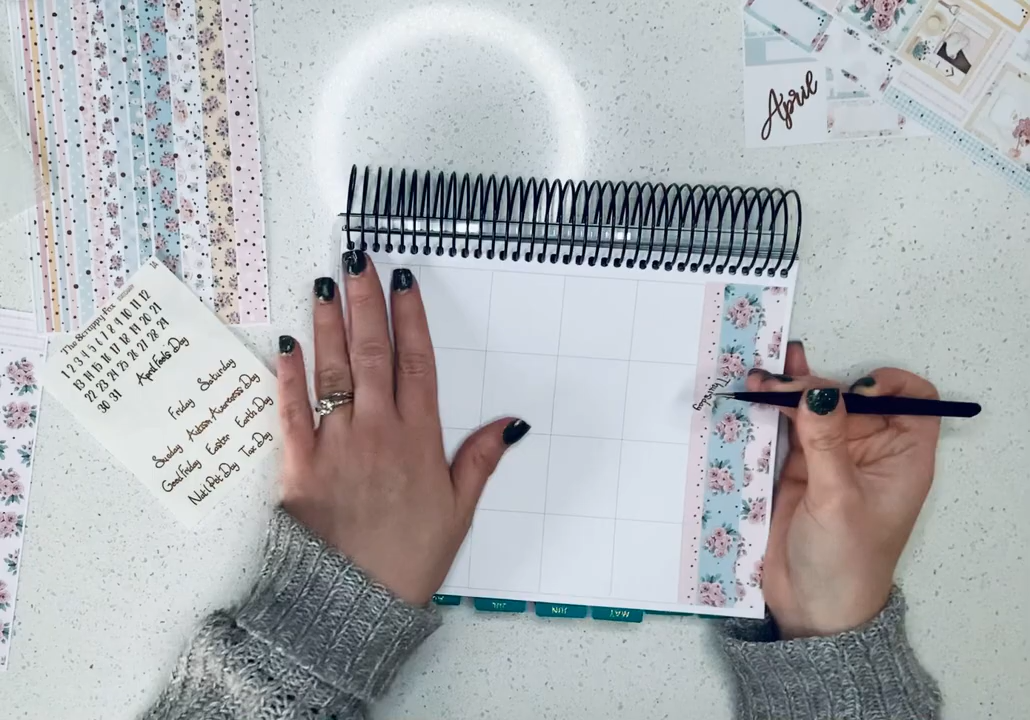 April
The Scrappy Fox
1 2 3 4 5 6 7 8 9 10 11 12
13 14 15 16 17 18 19 20 21
22 23 24 25 26 27 28 29
30 31
April Fools Day
Friday Saturday
Sunday Autism Awareness Day
Good Friday Easter Earth Day
Nat'l Pet Day Tax Day
Thursday
JUL
JUN
MAY